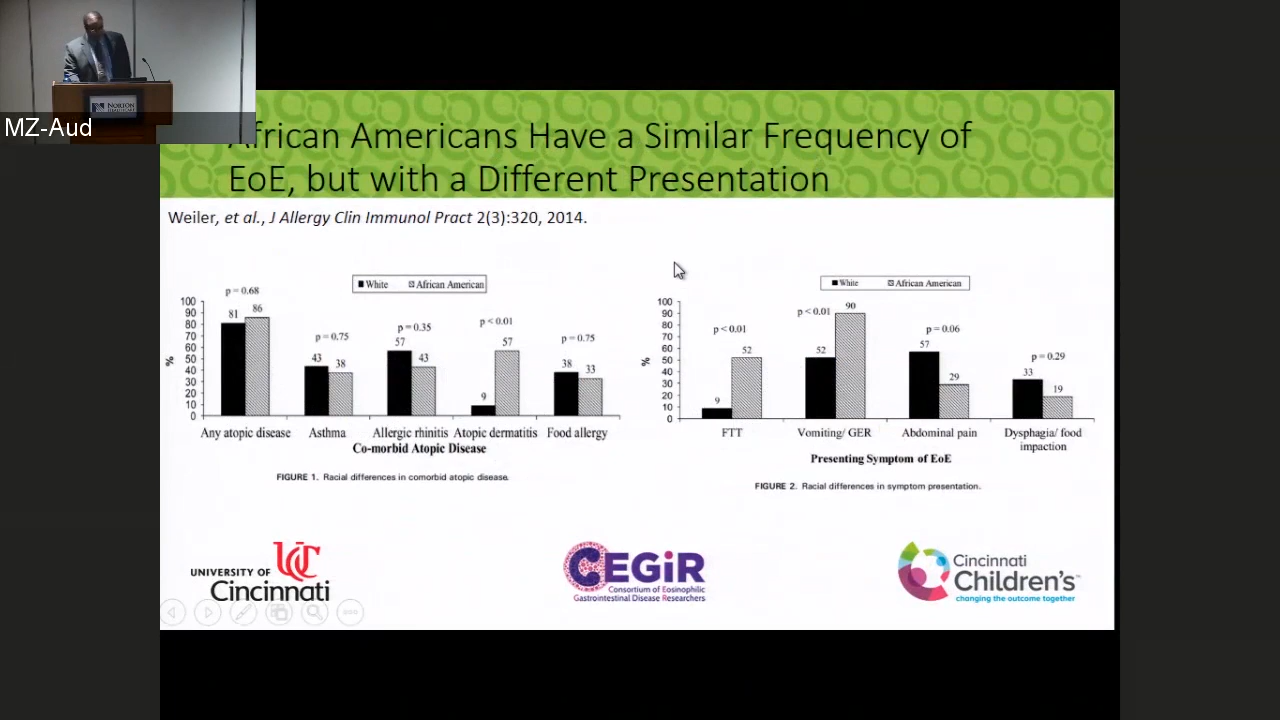 NORTON
HEALTHCARE
MZ-Aud
African Americans Have a Similar Frequency of
EoE, but with a Different Presentation
Weiler, et al., J Allergy Clin Immunol Pract 2(3):320, 2014.
White African American
p = 0.68
p = 0.75
p = 0.35
p < 0.01
p = 0.75
100
90
80
70
60
50
40
30
20
10
0
%
81 86
43 38
57 43
9 57
38 33
Any atopic disease Asthma Allergic rhinitis Atopic dermatitis Food allergy
Co-morbid Atopic Disease
FIGURE 1. Racial differences in comorbid atopic disease.
White African American
p < 0.01
p < 0.01
p = 0.06
p = 0.29
100
90
80
70
60
50
40
30
20
10
0
%
9 52
52 90
57 29
33 19
FTT Vomiting/ GER Abdominal pain Dysphagia/ food
impaction
Presenting Symptom of EoE
FIGURE 2. Racial differences in symptom presentation.
UC
UNIVERSITY OF
Cincinnati
CEGiR
Consortium of Eosinophilic
Gastrointestinal Disease Researchers
Cincinnati
Children's™
changing the outcome together